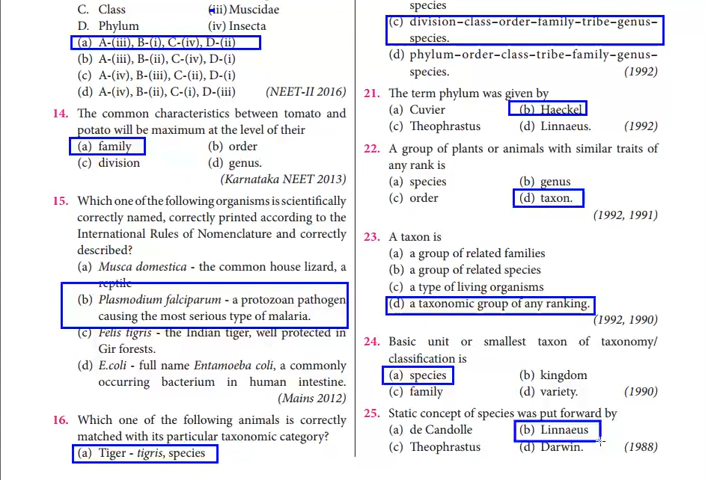 C. Class (iii) Muscidae
D. Phylum (iv) Insecta
(a) A-(iii), B-(i), C-(iv), D-(ii)
(b) A-(iii), B-(ii), C-(iv), D-(i)
(c) A-(iv), B-(iii), C-(ii), D-(i)
(d) A-(iv), B-(ii), C-(i), D-(iii) (NEET-II 2016)
14. The common characteristics between tomato and
potato will be maximum at the level of their
(a) family (b) order
(c) division (d) genus.
(Karnataka NEET 2013)
15. Which one of the following organisms is scientifically
correctly named, correctly printed according to the
International Rules of Nomenclature and correctly
described?
(a) Musca domestica - the common house lizard, a
reptile
(b) Plasmodium falciparum - a protozoan pathogen
causing the most serious type of malaria.
(c) Felis tigris - the Indian tiger, well protected in
Gir forests.
(d) E.coli - full name Entamoeba coli, a commonly
occurring bacterium in human intestine.
(Mains 2012)
16. Which one of the following animals is correctly
matched with its particular taxonomic category?
(a) Tiger - tigris, species
species
(c) division–class–order–family–tribe–genus–
species.
(d) phylum–order–class–tribe–family–genus–
species. (1992)
21. The term phylum was given by
(a) Cuvier (b) Haeckel
(c) Theophrastus (d) Linnaeus. (1992)
22. A group of plants or animals with similar traits of
any rank is
(a) species (b) genus
(c) order (d) taxon.
(1992, 1991)
23. A taxon is
(a) a group of related families
(b) a group of related species
(c) a type of living organisms
(d) a taxonomic group of any ranking.
(1992, 1990)
24. Basic unit or smallest taxon of taxonomy/
classification is
(a) species (b) kingdom
(c) family (d) variety. (1990)
25. Static concept of species was put forward by
(a) de Candolle (b) Linnaeus
(c) Theophrastus (d) Darwin. (1988)